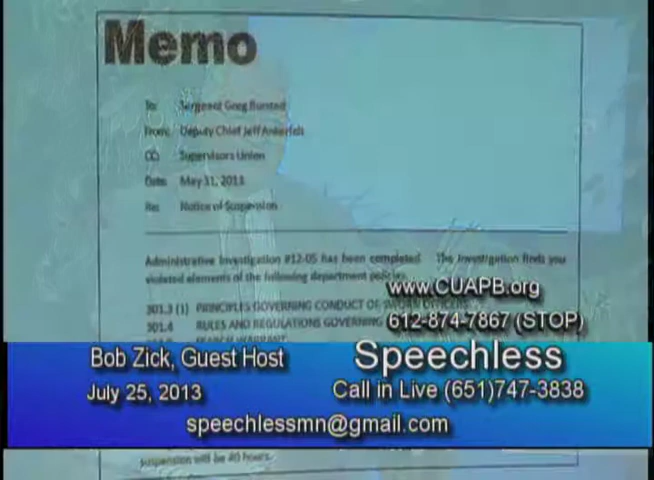 Memo
To: Sergeant Greg Burstad
From: Deputy Chief Jeff
CC: Supervisors Union
Date: May 31, 2013
Re: Notice of Suspension
Administrative Investigation #12-05 has been completed The Investigation finds you
violated elements of the following department policies.
www.CUAPB.org
301.3 (1) PRINCIPLES GOVERNING CONDUCT OF SWORN OFFICERS
301.4 RULES AND REGULATIONS GOVERNING
612-874-7867 (STOP)
SEARCH WARRANT
Bob Zick, Guest Host
Speechless
July 25, 2013
Call in Live (651)747-3838
speechlessmn@gmail.com
suspension will be 40 hours.